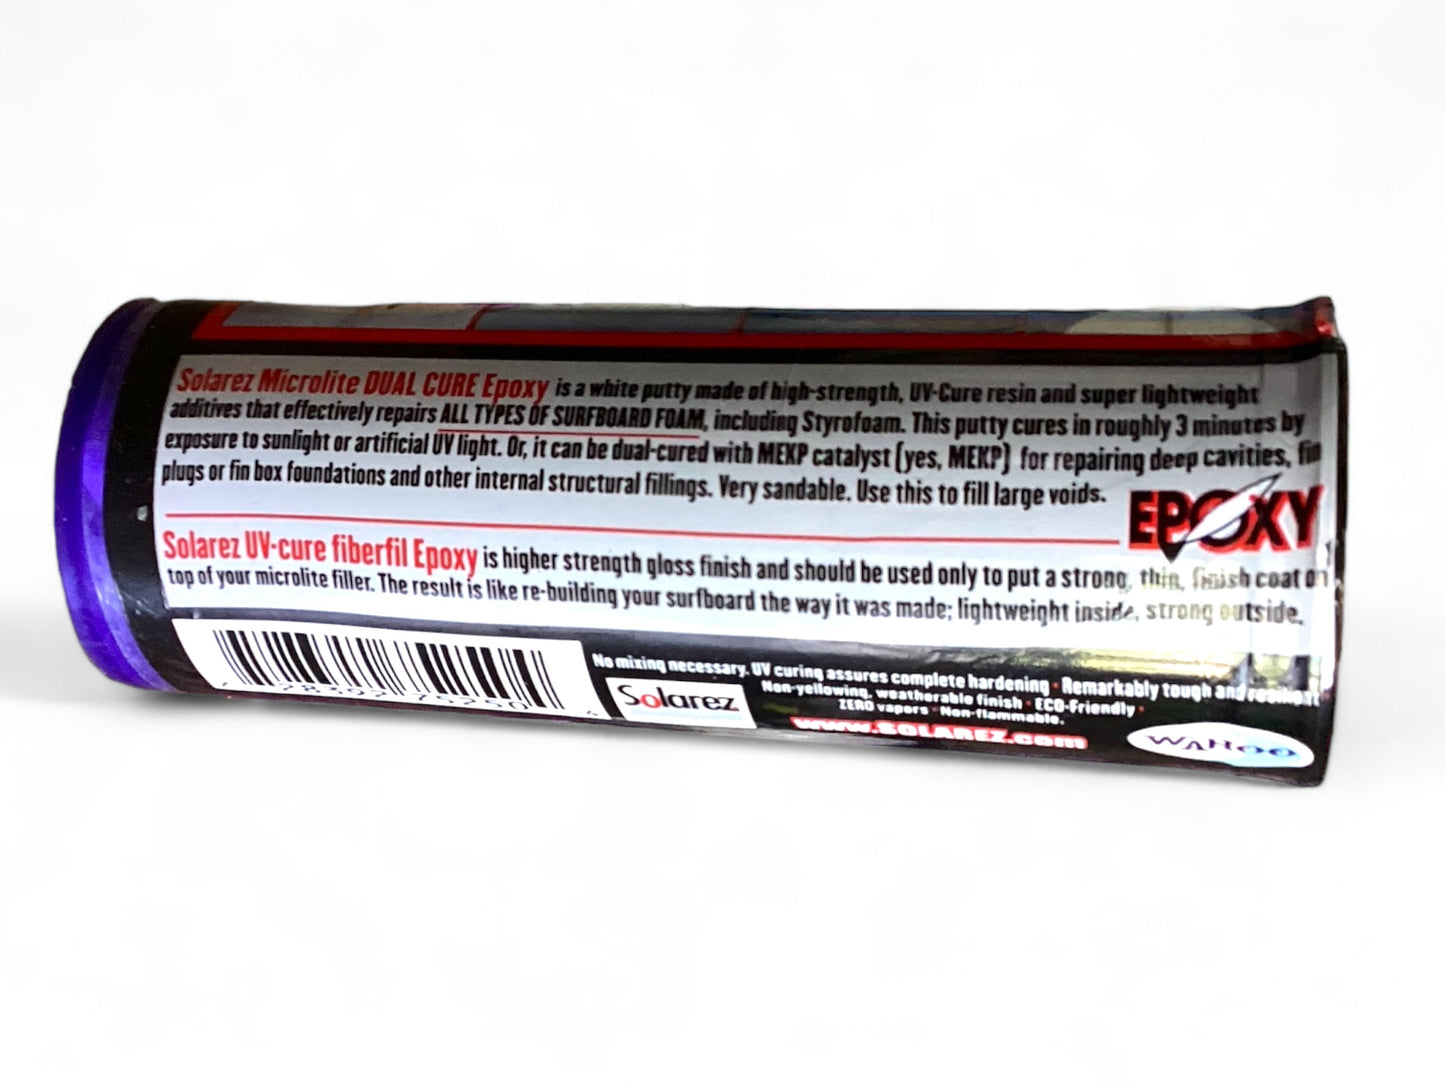 Solarez Microlite DUAL CURE Epoxy is a white putty made of high-strength, UV-Cure resin and super lightweight
additives that effectively repairs ALL TYPES OF SURFBOARD FOAM, including Styrofoam. This putty cures in roughly 3 minutes by
exposure to sunlight or artificial UV light. Or, it can be dual-cured with MEKP catalyst (yes, MEKP) for repairing deep cavities, fin
plugs or fin box foundations and other internal structural fillings. Very sandable. Use this to fill large voids.
EPOXY
Solarez UV-cure fiberfil Epoxy is higher strength gloss finish and should be used only to put a strong, thin, finish coat on
top of your microlite filler. The result is like re-building your surfboard the way it was made; lightweight inside, strong outside.
No mixing necessary. UV curing assures complete hardening • Remarkably tough and resilient
Non-yellowing, weatherable finish • ECO-Friendly •
ZERO vapors • Non-flammable.
Solarez
www.SOLAREZ.com
WAHOO